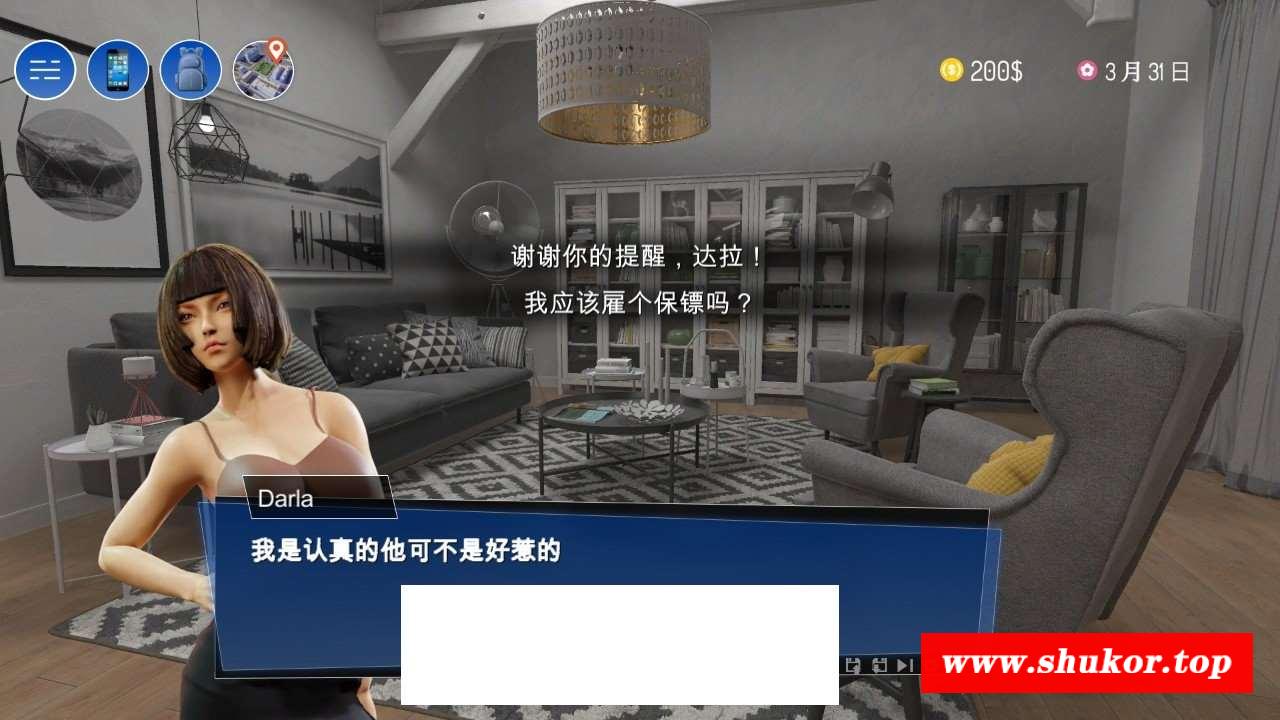 200$
3月31日
谢谢你的提醒，达拉！
我应该雇个保镖吗？
Darla
我是认真的他可不是好惹的
www.shukor.top